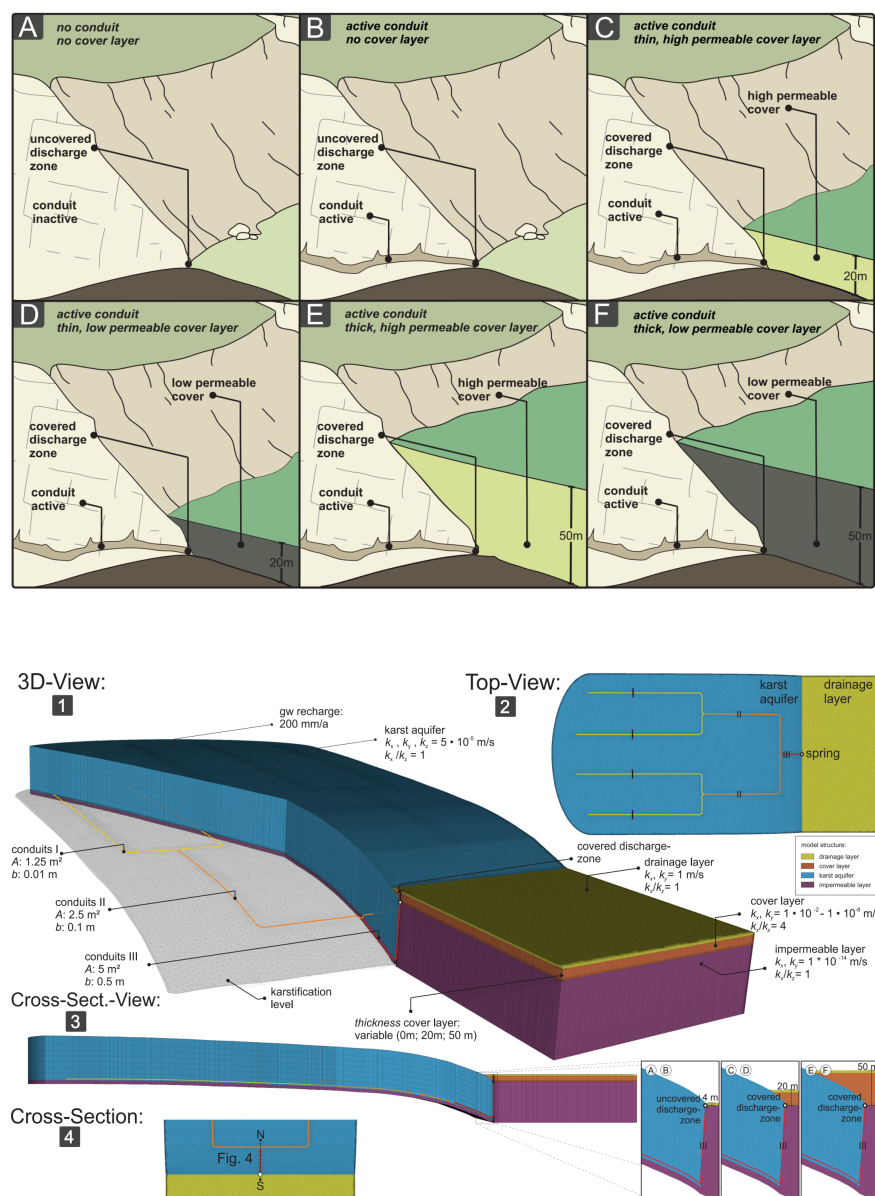 A
no conduit
no cover layer
uncovered
discharge
zone
conduit
inactive
B
active conduit
no cover layer
uncovered
discharge
zone
conduit
active
C
active conduit
thin, high permeable cover layer
high permeable
cover
covered
discharge
zone
conduit
active
20m
D
active conduit
thin, low permeable cover layer
low permeable
cover
covered
discharge
zone
conduit
active
20m
E
active conduit
thick, high permeable cover layer
high permeable
cover
covered
discharge
zone
conduit
active
50m
F
active conduit
thick, low permeable cover layer
low permeable
cover
covered
discharge
zone
conduit
active
50m
3D-View:
1
gw recharge:
200 mm/a
karst aquifer
kx , ky , kz = 5 • 10⁻⁵ m/s
kx /kz = 1
conduits I
A: 1.25 m²
b: 0.01 m
conduits II
A: 2.5 m²
b: 0.1 m
conduits III
A: 5 m²
b: 0.5 m
karstification
level
covered discharge-
zone
drainage layer
kx, ky = 1 m/s
kx/kz = 1
cover layer
kx, ky = 1 • 10⁻² - 1 * 10⁻⁸ m/
kx/kz = 4
impermeable layer
kx, ky = 1 * 10⁻¹⁴ m/s
kx/kz = 1
thickness cover layer:
variable (0m; 20m; 50 m)
Top-View:
2
karst
aquifer
drainage
layer
II
III
spring
II
model structure:
drainage layer
cover layer
karst aquifer
impermeable layer
Cross-Sect.-View:
3
A B
uncovered
discharge-
zone
4 m
III
C D
20 m
covered
discharge-
zone
III
E F
50 m
covered
discharge-
zone
III
Cross-Section:
4
N
Fig. 4
S